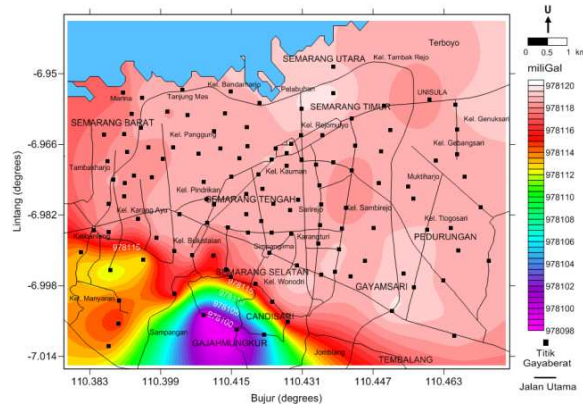 U
0 0.5 1 km
miliGal
978120
978118
978116
978114
978112
978110
978108
978106
978104
978102
978100
978098
Titik
Gayaberat
Jalan Utama
Lintang (degrees)
-6.95
-6.966
-6.982
-6.998
-7.014
110.383 110.399 110.415 110.431 110.447 110.463
Bujur (degrees)
Terboyo
SEMARANG UTARA
Kel. Tambak Rejo
Kel. Bandarharjo
Pelabuhan
Marina
Tanjung Mas
UNISULA
SEMARANG TIMUR
Kel. Genuksari
SEMARANG BARAT
Kel. Panggung
Kel. Rejomulyo
Kel. Gebangsari
Tambakharjo
Kel. Kauman
Muktiharjo
Kel. Pindrikan
SEMARANG TENGAH
Kel. Karang Ayu
Sarirejo
Kel. Sambirejo
Kel. Tlogosari
Kalibanteng
Karangturi
PEDURUNGAN
Kel. Bulustalan
978115
SEMARANG SELATAN
Kel. Wonodri
GAYAMSARI
Kel. Manyaran
978105
978100
CANDISARI
Sampangan
GAJAHMUNGKUR
Jomblang
TEMBALANG